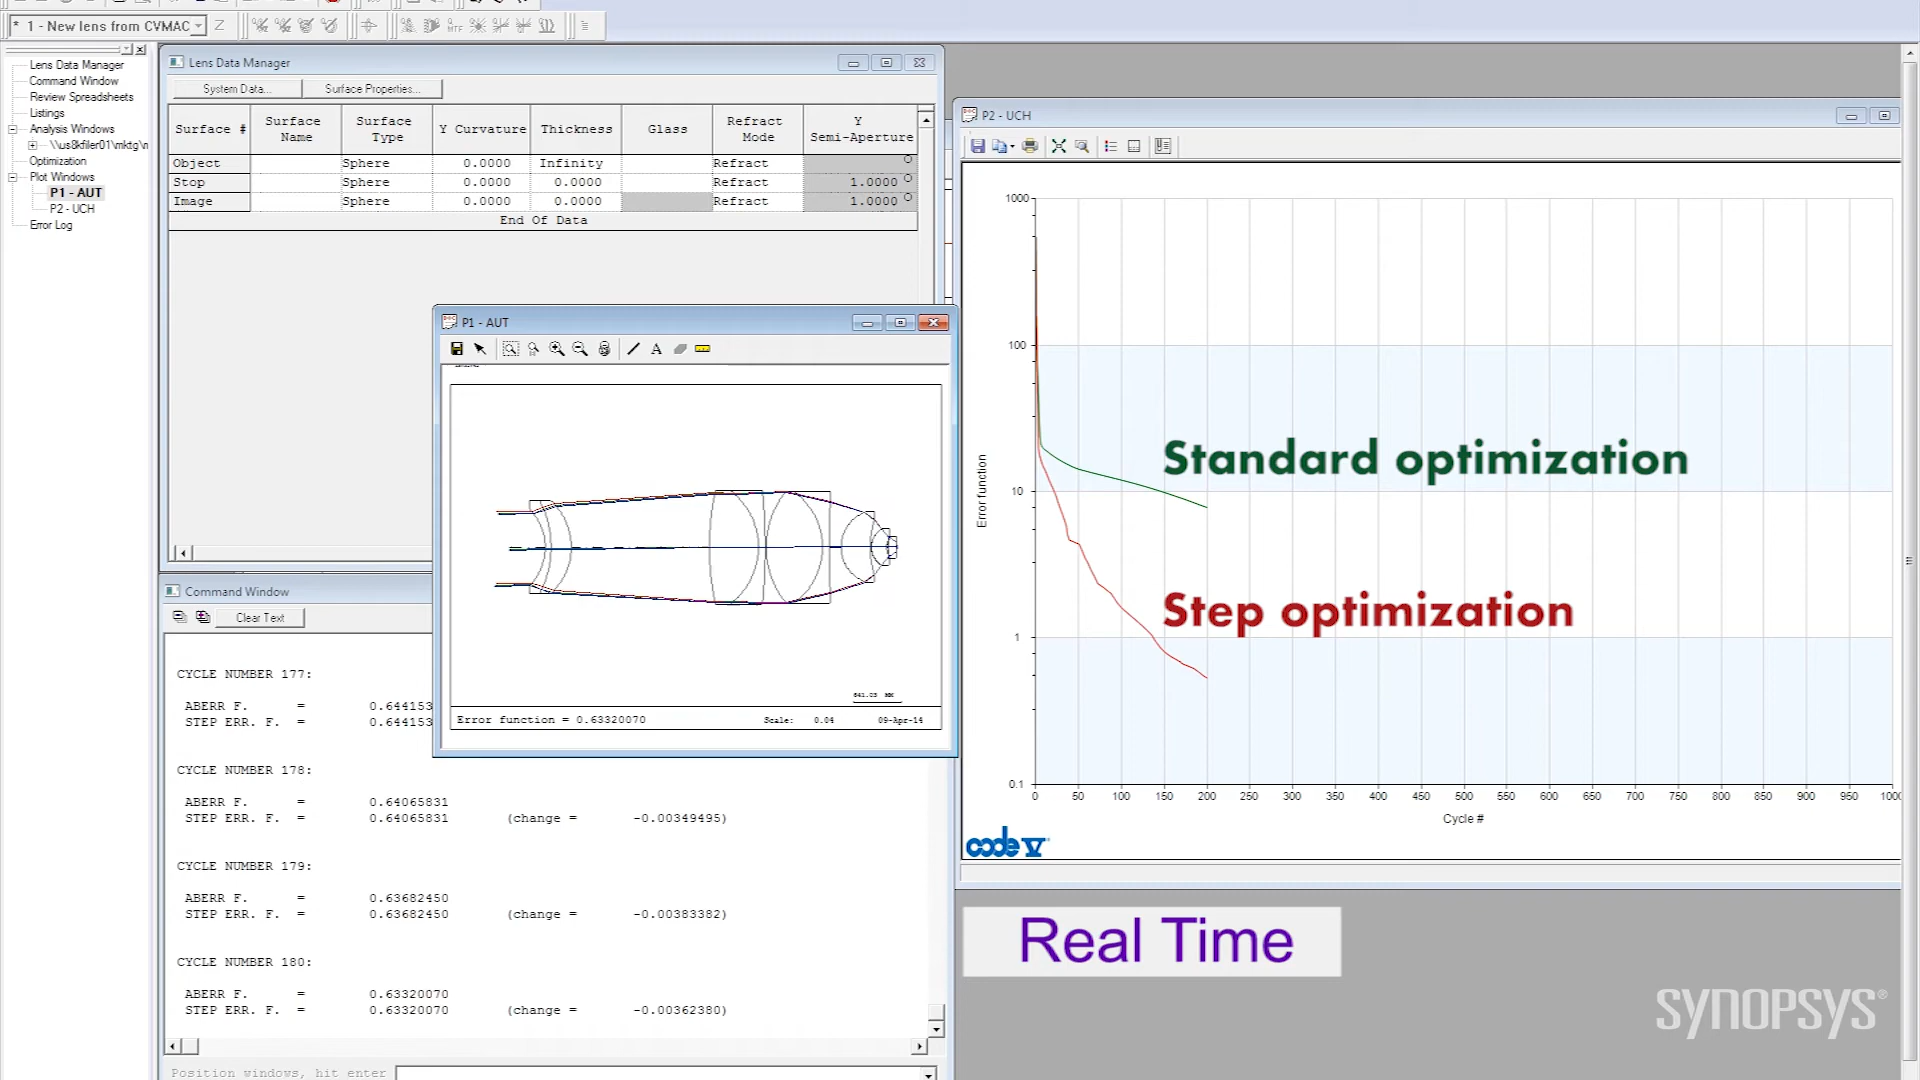 * 1 - New lens from CVMAC
Lens Data Manager
Command Window
Review Spreadsheets
Listings
Analysis Windows
\\us8kfiler01\mktg\n
Optimization
Plot Windows
P1 - AUT
P2 - UCH
Error Log
Lens Data Manager
System Data...
Surface Properties...
Surface # Surface Name Surface Type Y Curvature Thickness Glass Refract Mode Y Semi-Aperture
Object Sphere 0.0000 Infinity Refract
Stop Sphere 0.0000 0.0000 Refract 1.0000
Image Sphere 0.0000 0.0000 Refract 1.0000
End Of Data
P1 - AUT
641.03 MM
Error function = 0.63320070 Scale: 0.04 09-Apr-14
Command Window
Clear Text
CYCLE NUMBER 177:
ABERR F. = 0.644153
STEP ERR. F. = 0.644153
CYCLE NUMBER 178:
ABERR F. = 0.64065831
STEP ERR. F. = 0.64065831 (change = -0.00349495)
CYCLE NUMBER 179:
ABERR F. = 0.63682450
STEP ERR. F. = 0.63682450 (change = -0.00383382)
CYCLE NUMBER 180:
ABERR F. = 0.63320070
STEP ERR. F. = 0.63320070 (change = -0.00362380)
Position windows, hit enter
P2 - UCH
1000
100
10
1
0.1
Error function
Standard optimization
Step optimization
0 50 100 150 200 250 300 350 400 450 500 550 600 650 700 750 800 850 900 950 1000
Cycle #
code V
Real Time
SYNOPSYS®